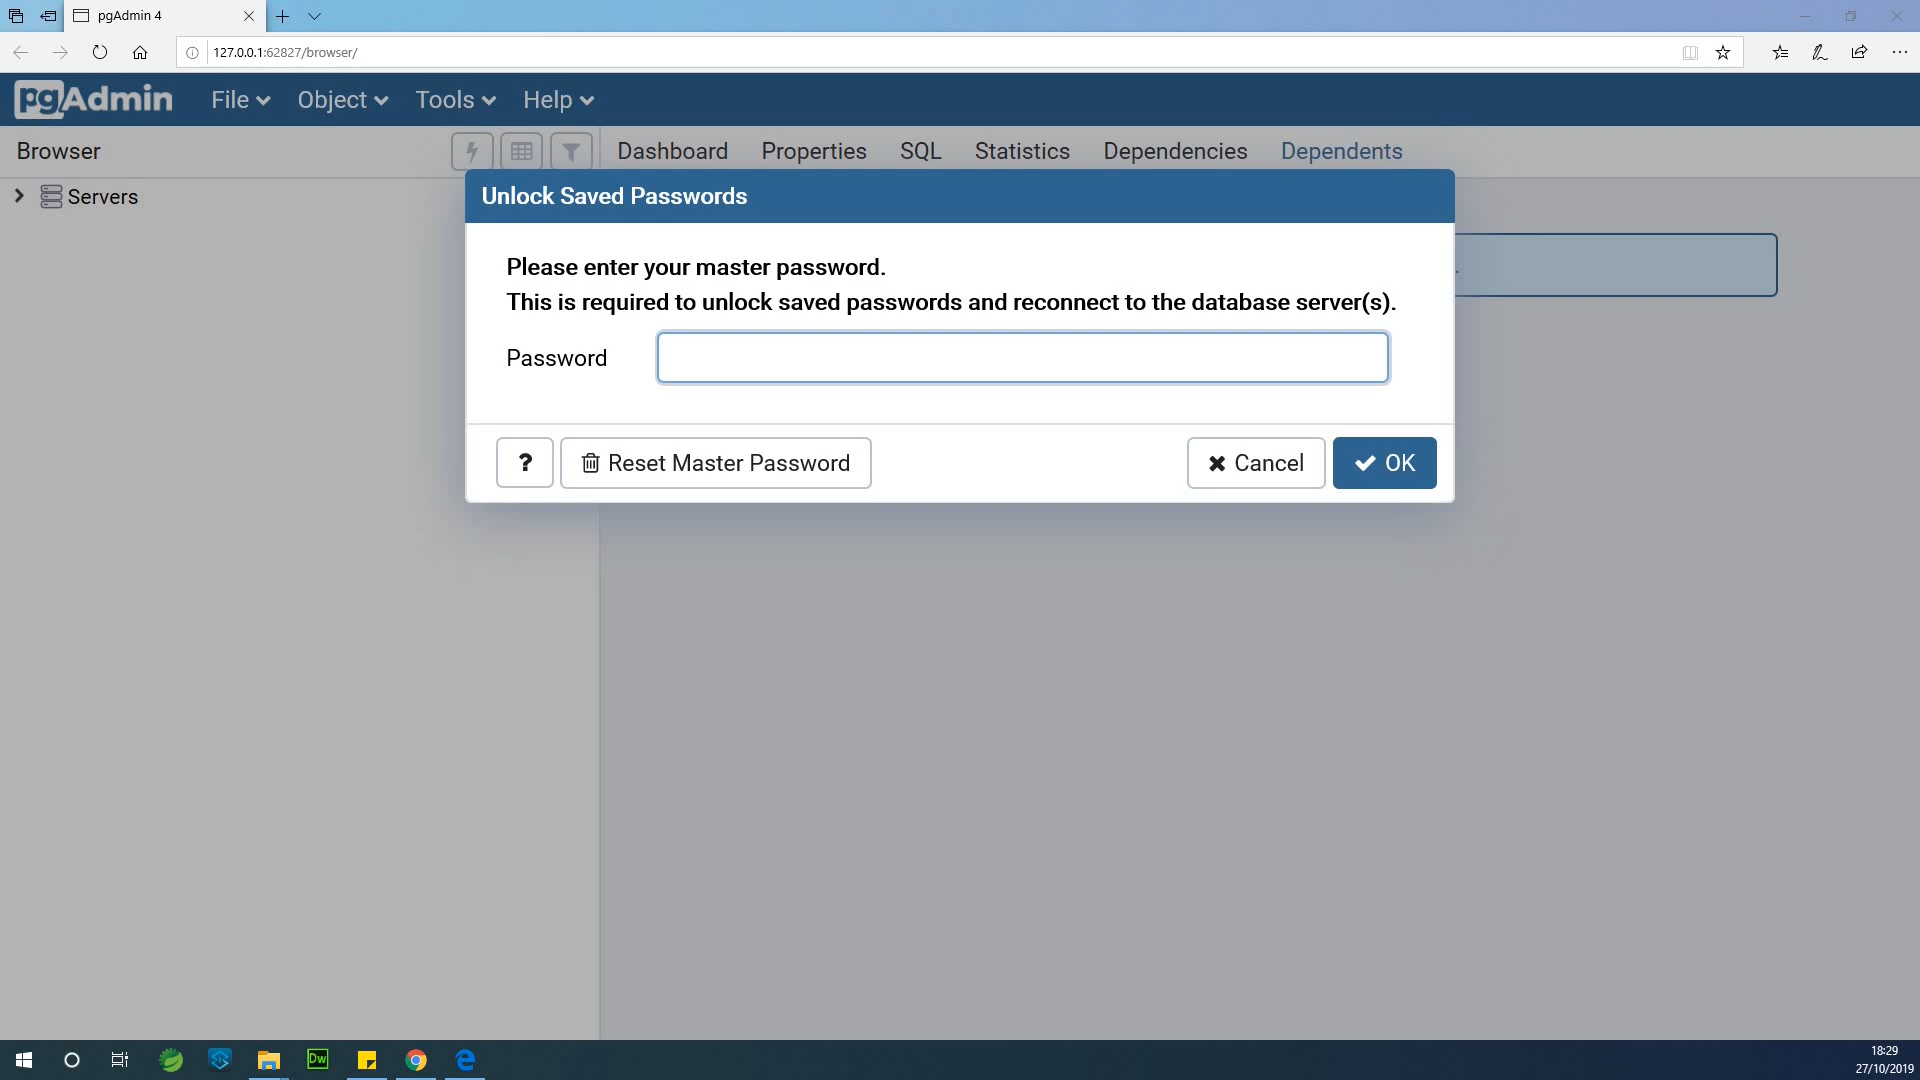 pgAdmin 4
127.0.0.1:62827/browser/
pgAdmin File Object Tools Help
Browser Dashboard Properties SQL Statistics Dependencies Dependents
Servers
Unlock Saved Passwords
Please enter your master password.
This is required to unlock saved passwords and reconnect to the database server(s).
Password
? Reset Master Password Cancel OK
Dw
18:29
27/10/2019